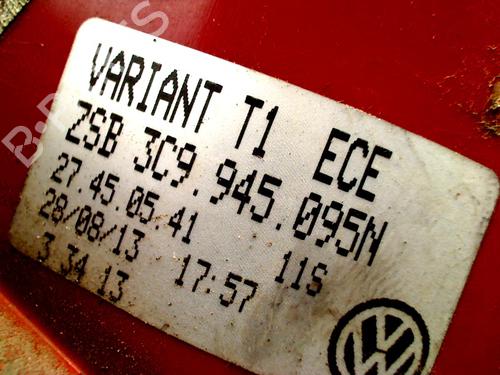 VARIANT T1 ECE
ZSB 3C9.945.095N
27.45.05.41 11S
28/08/13 17:57
3 34 13